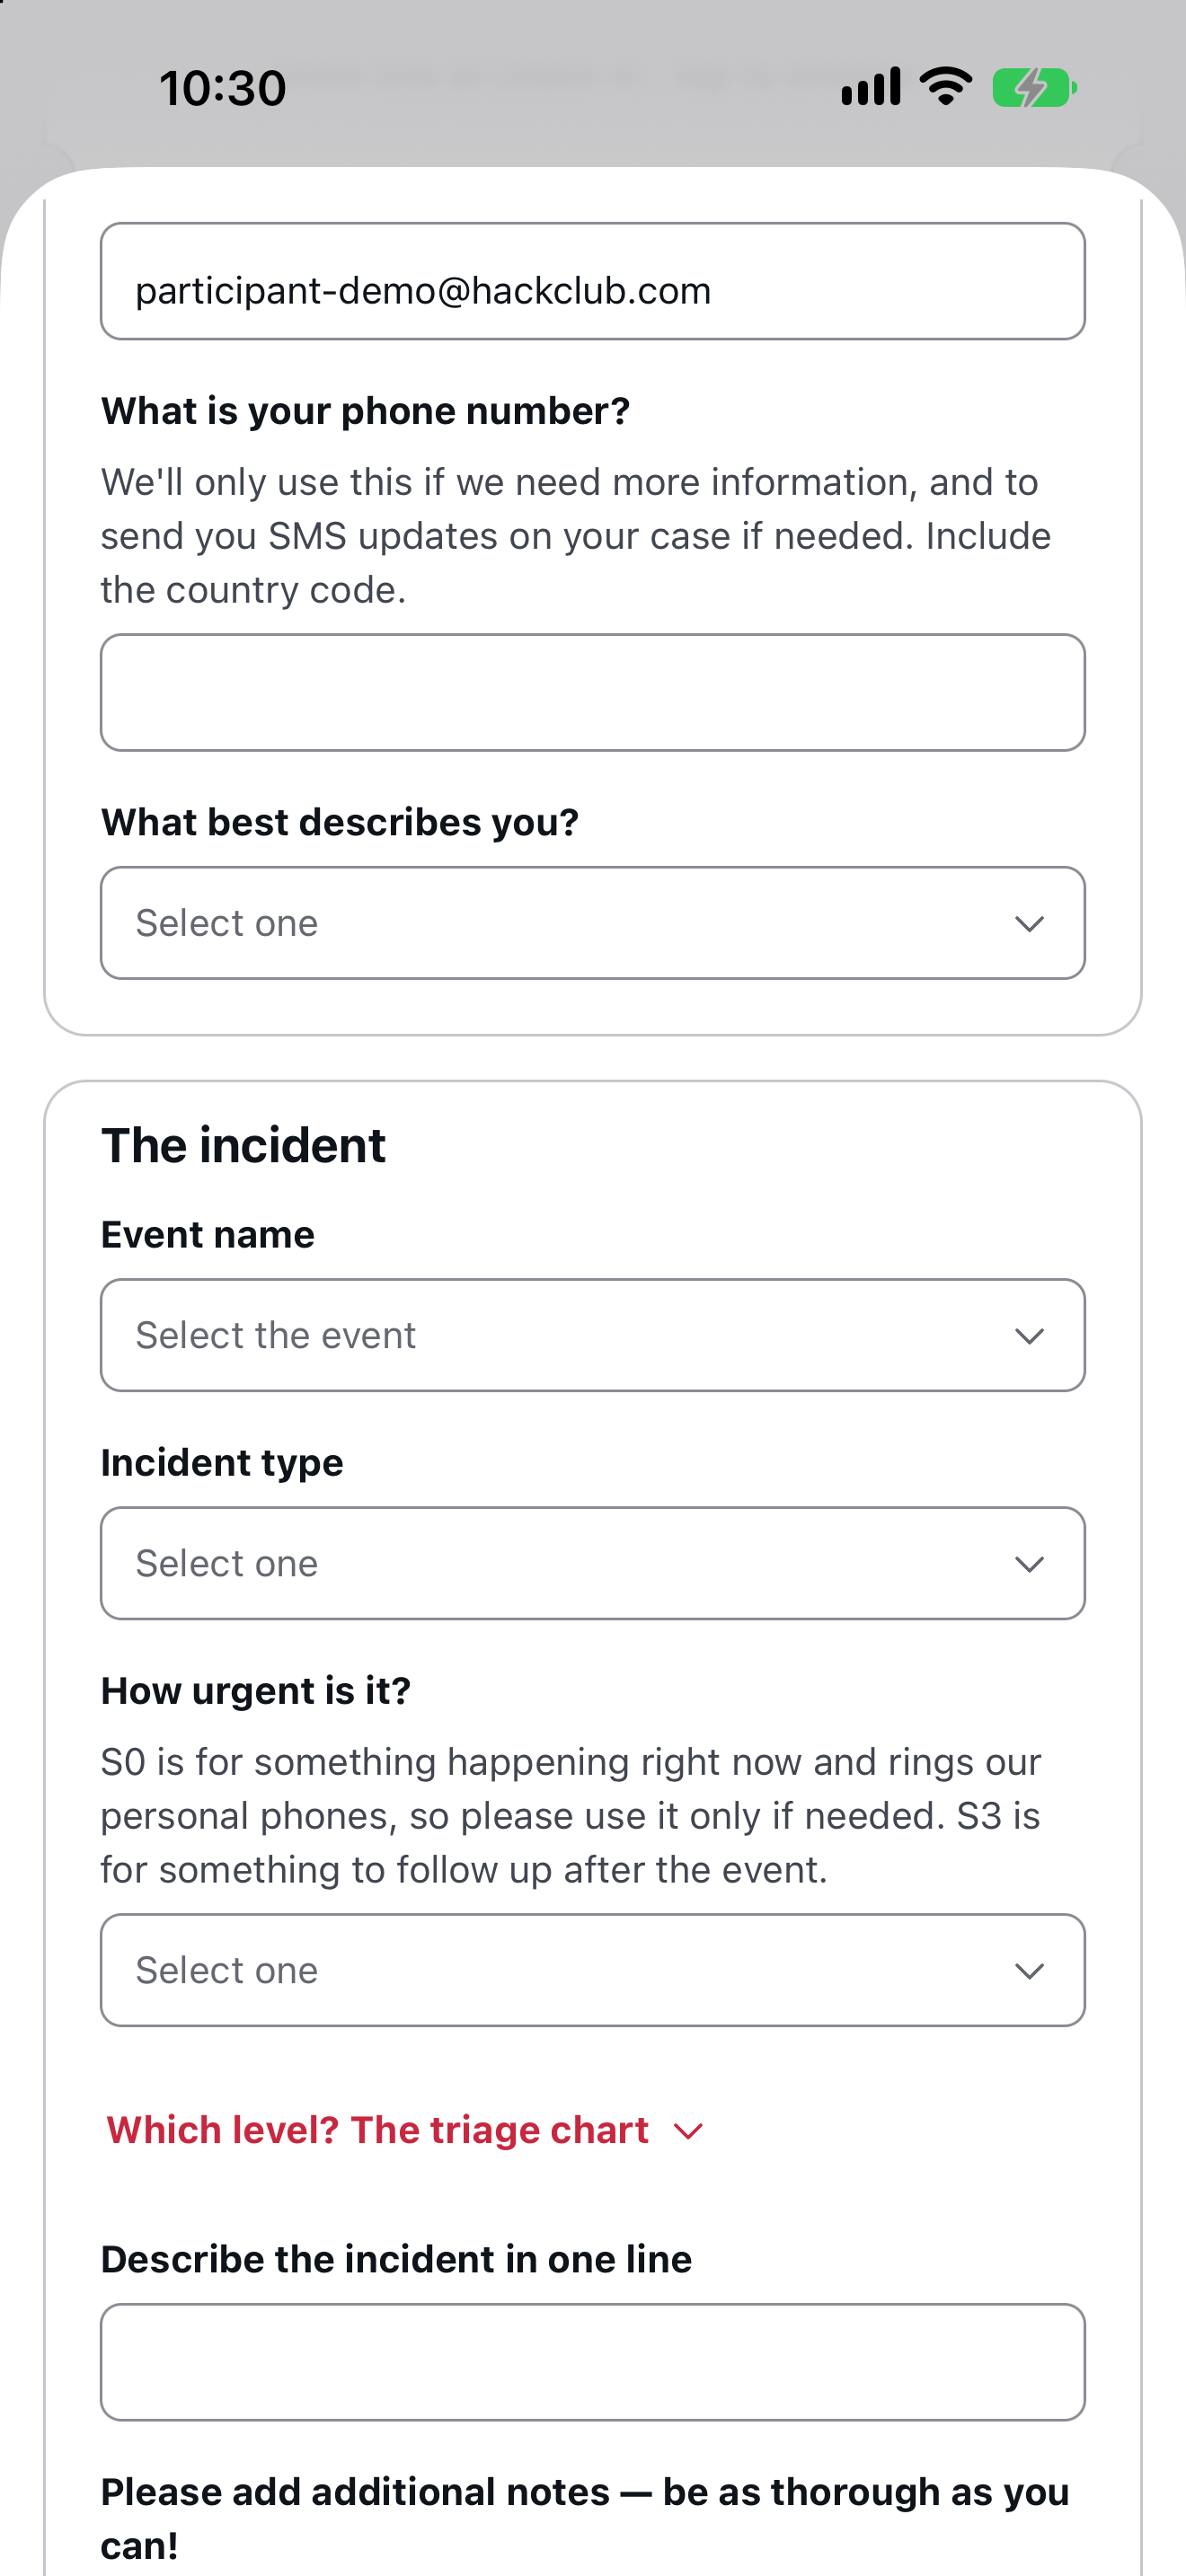 10:30
participant-demo@hackclub.com
What is your phone number?
We'll only use this if we need more information, and to
send you SMS updates on your case if needed. Include
the country code.
What best describes you?
Select one
The incident
Event name
Select the event
Incident type
Select one
How urgent is it?
S0 is for something happening right now and rings our
personal phones, so please use it only if needed. S3 is
for something to follow up after the event.
Select one
Which level? The triage chart
Describe the incident in one line
Please add additional notes — be as thorough as you
can!